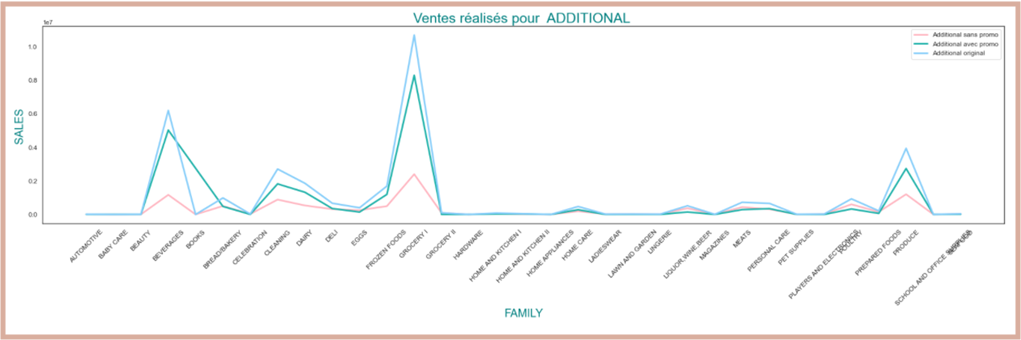 Ventes réalisés pour ADDITIONAL
1e7
1.0
0.8
0.6
0.4
0.2
0.0
SALES
Additional sans promo
Additional avec promo
Additional original
AUTOMOTIVE
BABY CARE
BEAUTY
BEVERAGES
BOOKS
BREAD/BAKERY
CELEBRATION
CLEANING
DAIRY
DELI
EGGS
FROZEN FOODS
GROCERY I
GROCERY II
HARDWARE
HOME AND KITCHEN I
HOME AND KITCHEN II
HOME APPLIANCES
HOME CARE
LADIESWEAR
LAWN AND GARDEN
LINGERIE
LIQUOR,WINE,BEER
MAGAZINES
MEATS
PERSONAL CARE
PET SUPPLIES
PLAYERS AND ELECTRONICS
POULTRY
PREPARED FOODS
PRODUCE
SCHOOL AND OFFICE SUPPLIES
SEAFOOD
FAMILY